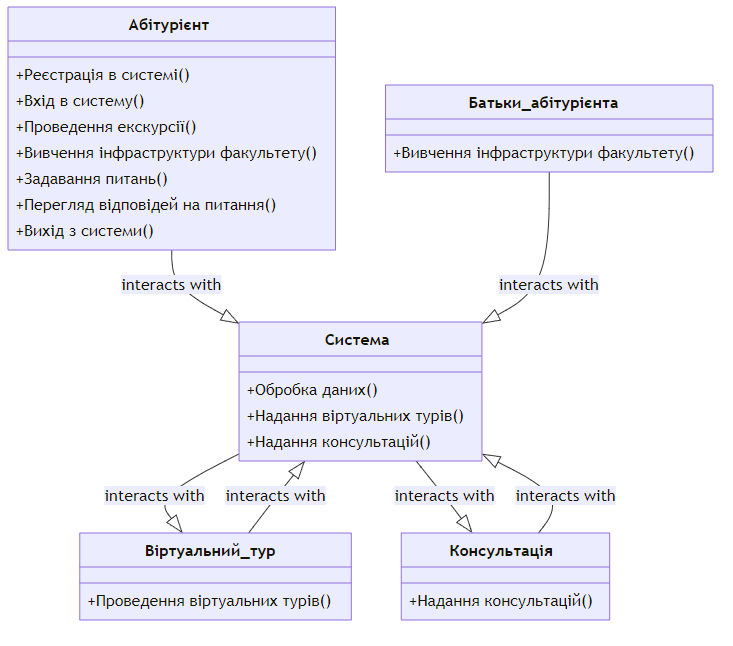 Абітурієнт
+Реєстрація в системі()
+Вхід в систему()
+Проведення екскурсії()
+Вивчення інфраструктури факультету()
+Задавання питань()
+Перегляд відповідей на питання()
+Вихід з системи()
Батьки_абітурієнта
+Вивчення інфраструктури факультету()
interacts with
interacts with
Система
+Обробка даних()
+Надання віртуальних турів()
+Надання консультацій()
interacts with
interacts with
interacts with
interacts with
Віртуальний_тур
+Проведення віртуальних турів()
Консультація
+Надання консультацій()